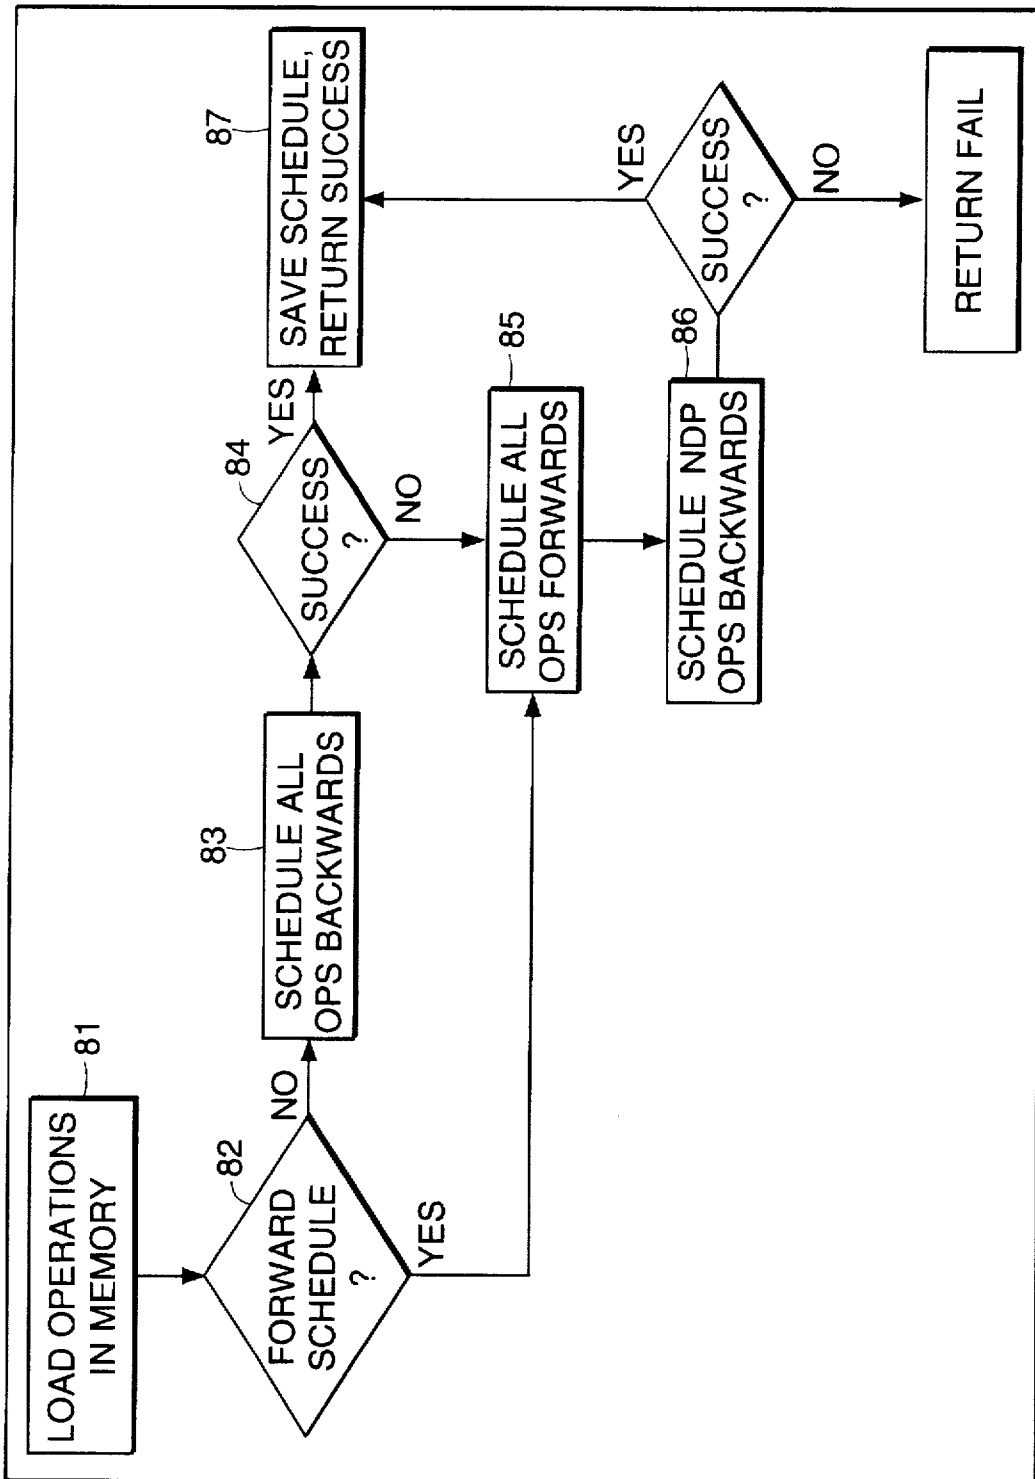 LOAD OPERATIONS
IN MEMORY
81
FORWARD
SCHEDULE
?
82
NO
YES
SCHEDULE ALL
OPS BACKWARDS
83
SUCCESS
?
84
YES
NO
SAVE SCHEDULE,
RETURN SUCCESS
87
SCHEDULE ALL
OPS FORWARDS
85
SCHEDULE NDP
OPS BACKWARDS
86
SUCCESS
?
YES
NO
RETURN FAIL